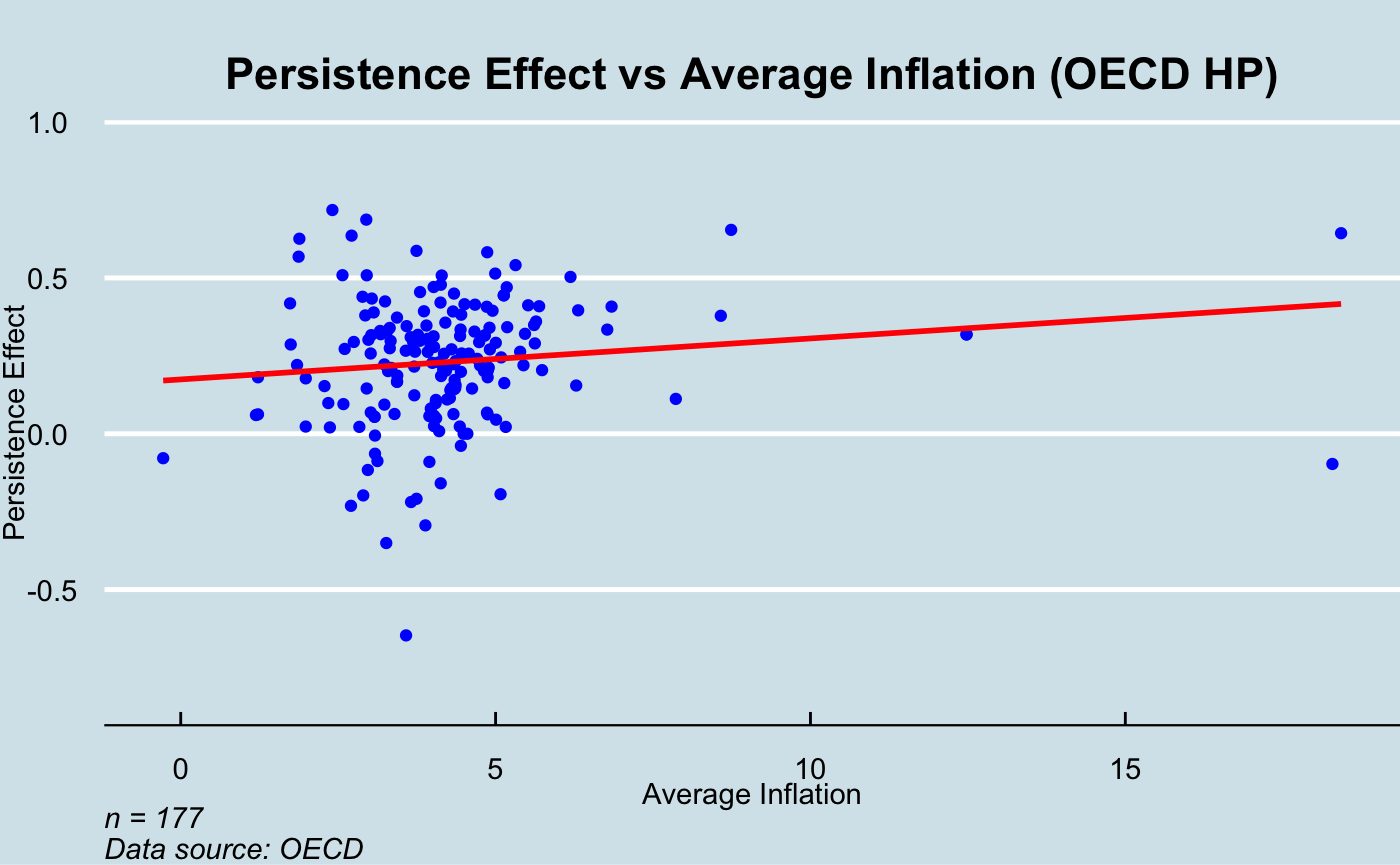 Persistence Effect vs Average Inflation (OECD HP)
1.0
0.5
0.0
-0.5
Persistence Effect
0 5 10 15
Average Inflation
n = 177
Data source: OECD